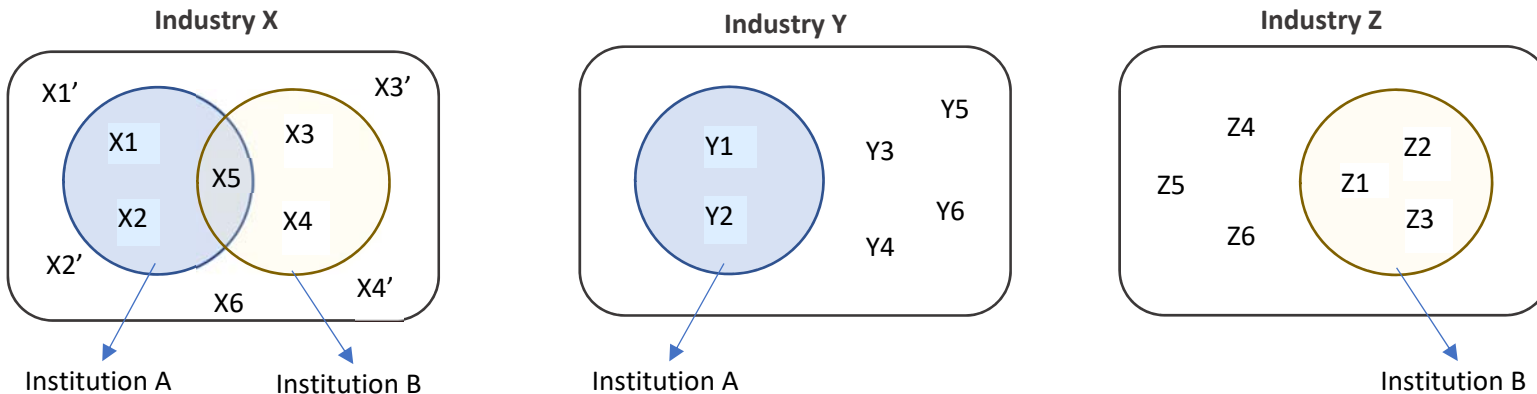 Industry X
X1’
X3’
X1
X3
X5
X2
X4
X2’
X6
X4’
Institution A
Institution B
Industry Y
Y5
Y1
Y3
Y2
Y6
Y4
Institution A
Industry Z
Z4
Z2
Z5
Z1
Z3
Z6
Institution B